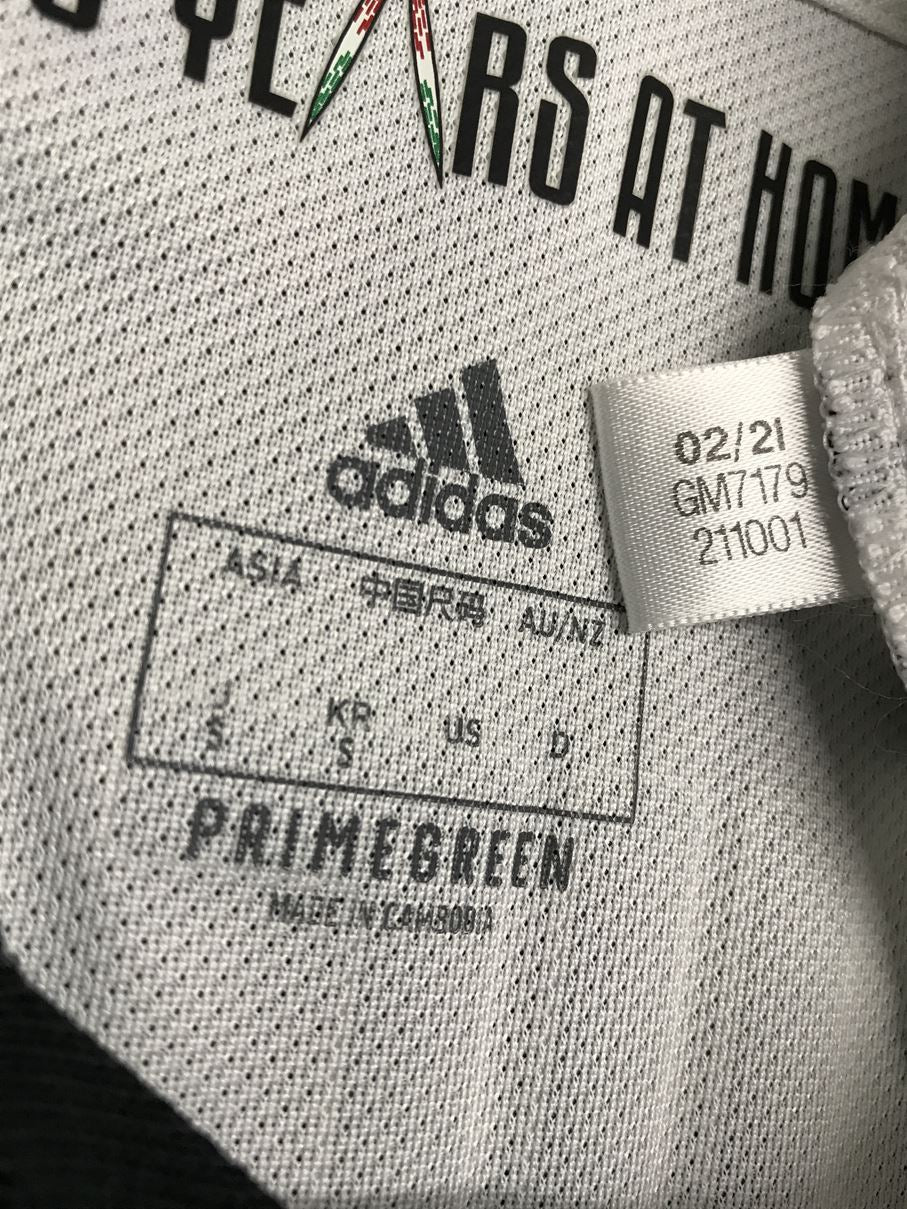 YEARS AT HOM
adidas
02/21
GM7179
211001
ASIA 中国尺码 AU/NZ
J KR US D
S S
PRIMEGREEN
MADE IN CAMBODIA